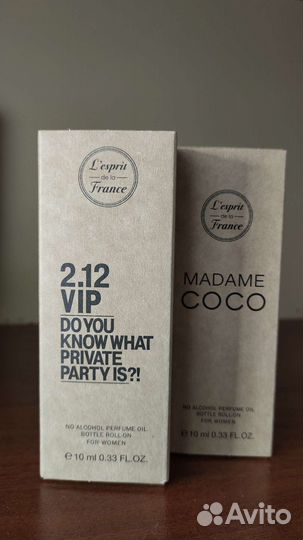 L'esprit
de la
France
2.12
VIP
DO YOU
KNOW WHAT
PRIVATE
PARTY IS?!
NO ALCOHOL PERFUME OIL
BOTTLE ROLL-ON
FOR WOMEN
℮ 10 ml 0.33 FL.OZ.
L'esprit
de la
France
MADAME
COCO
NO ALCOHOL PERFUME OIL
BOTTLE ROLL-ON
FOR WOMEN
℮ 10 ml 0.33 FL.OZ.
Avito